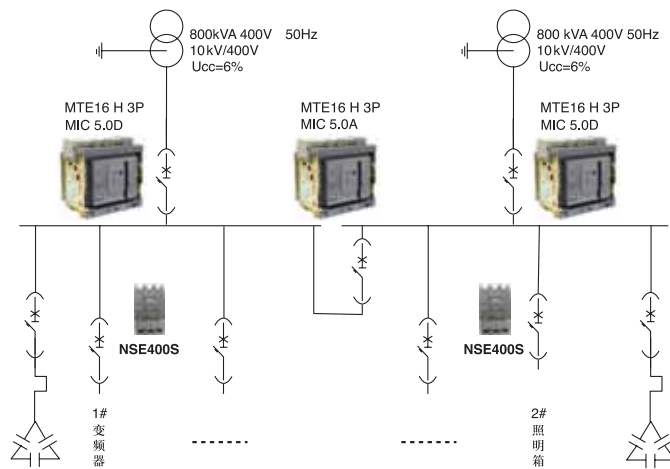 800kVA 400V 50Hz
10kV/400V
Ucc=6%
800 kVA 400V 50Hz
10kV/400V
Ucc=6%
MTE16 H 3P
MIC 5.0D
MTE16 H 3P
MIC 5.0A
MTE16 H 3P
MIC 5.0D
NSE400S
NSE400S
1#
变
频
器
2#
照
明
箱